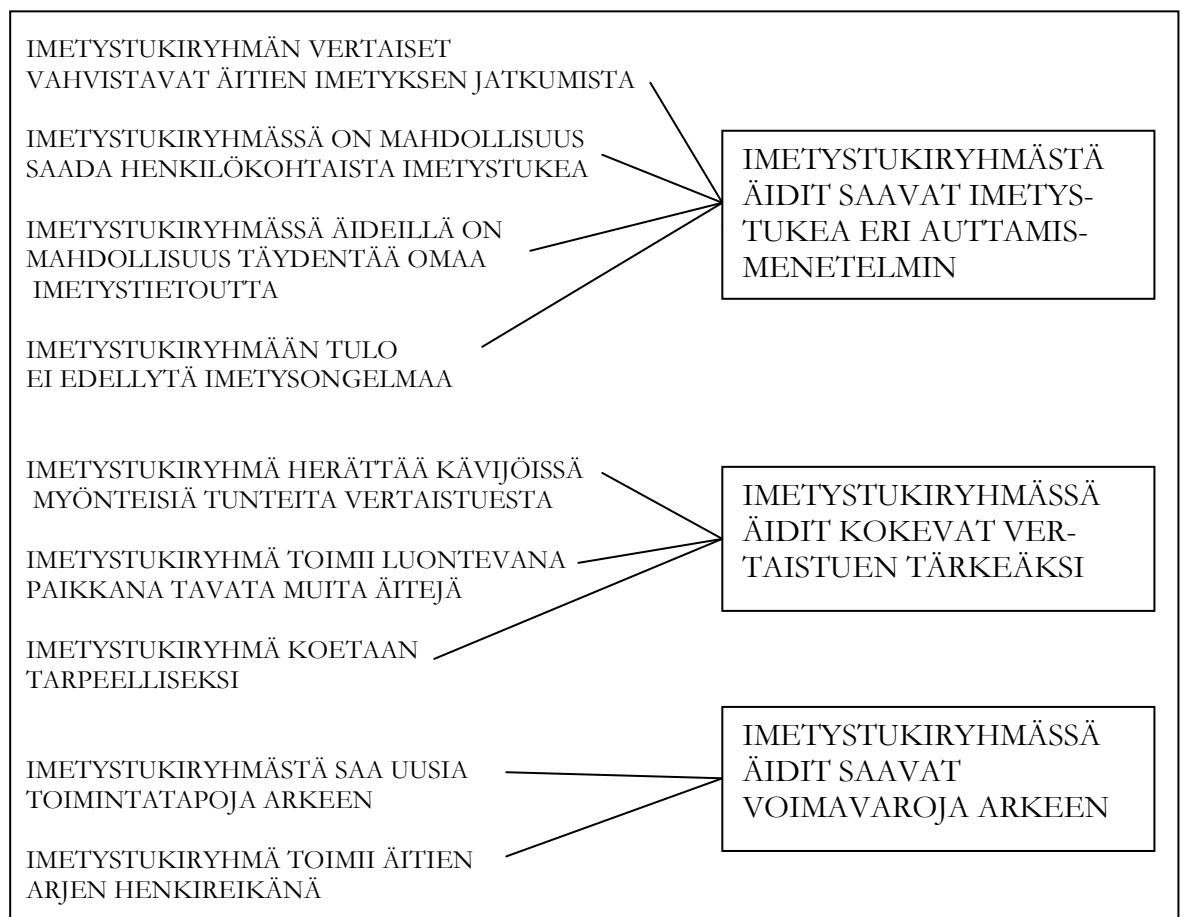 IMETYSTUKIRYHMÄN VERTAISET
VAHVISTAVAT ÄITIEN IMETYKSEN JATKUMISTA
IMETYSTUKIRYHMÄSSÄ ON MAHDOLLISUUS
SAADA HENKILÖKOHTAISTA IMETYSTUKEA
IMETYSTUKIRYHMÄSSÄ ÄIDEILLÄ ON
MAHDOLLISUUS TÄYDENTÄÄ OMAA
IMETYSTIETOUTTA
IMETYSTUKIRYHMÄÄN TULO
EI EDELLYTÄ IMETYSONGELMAA
IMETYSTUKIRYHMÄSTÄ
ÄIDIT SAAVAT IMETYS-
TUKEA ERI AUTTAMIS-
MENETELMIN
IMETYSTUKIRYHMÄ HERÄTTÄÄ KÄVIJÖISSÄ
MYÖNTEISIÄ TUNTEITA VERTAISTUESTA
IMETYSTUKIRYHMÄ TOIMII LUONTEVANA
PAIKKANA TAVATA MUITA ÄITEJÄ
IMETYSTUKIRYHMÄ KOETAAN
TARPEELLISEKSI
IMETYSTUKIRYHMÄSSÄ
ÄIDIT KOKEVAT VER-
TAISTUEN TÄRKEÄKSI
IMETYSTUKIRYHMÄSTÄ SAA UUSIA
TOIMINTATAPOJA ARKEEN
IMETYSTUKIRYHMÄ TOIMII ÄITIEN
ARJEN HENKIREIKÄNÄ
IMETYSTUKIRYHMÄSSÄ
ÄIDIT SAAVAT
VOIMAVAROJA ARKEEN